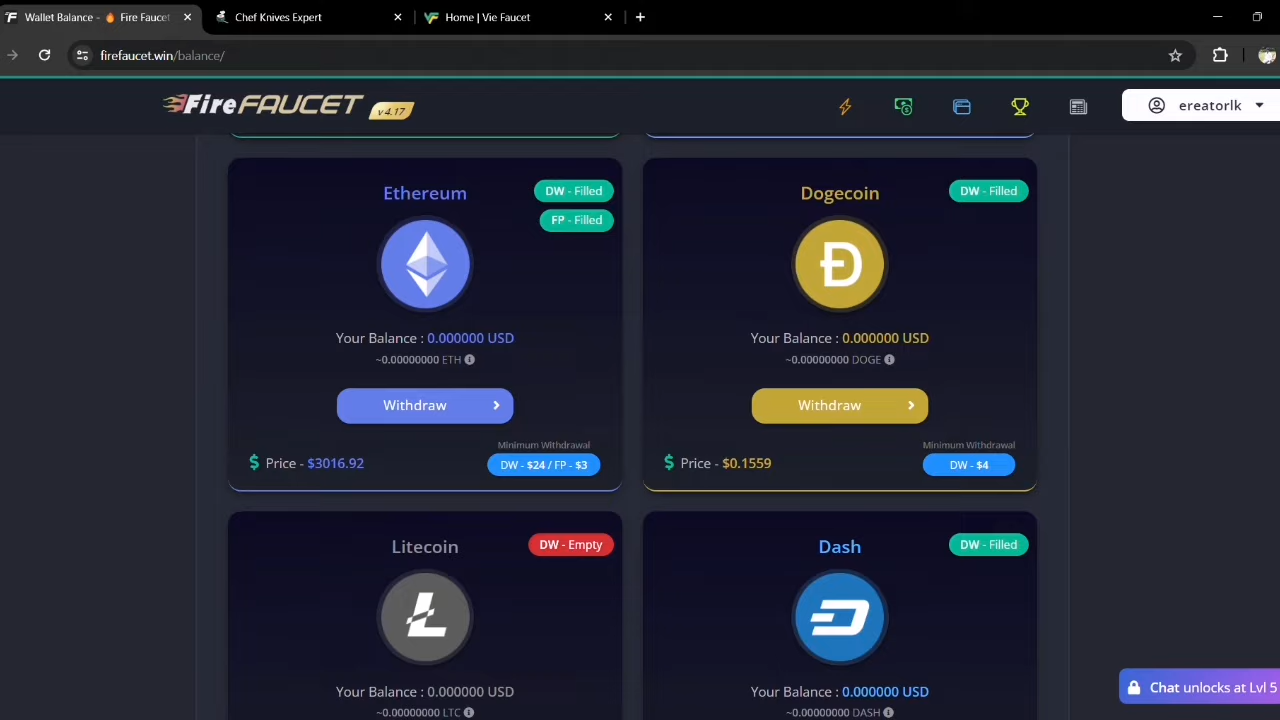 Wallet Balance - 🔥 Fire Faucet
Chef Knives Expert
Home | Vie Faucet
firefaucet.win/balance/
Fire FAUCET v 4.17
ereatorlk
Ethereum
DW - Filled
FP - Filled
Your Balance : 0.000000 USD
~0.00000000 ETH
Withdraw
Minimum Withdrawal
$ Price - $3016.92
DW - $24 / FP - $3
Dogecoin
DW - Filled
Your Balance : 0.000000 USD
~0.00000000 DOGE
Withdraw
Minimum Withdrawal
$ Price - $0.1559
DW - $4
Litecoin
DW - Empty
Your Balance : 0.000000 USD
~0.00000000 LTC
Dash
DW - Filled
Your Balance : 0.000000 USD
~0.00000000 DASH
Chat unlocks at Lvl 5